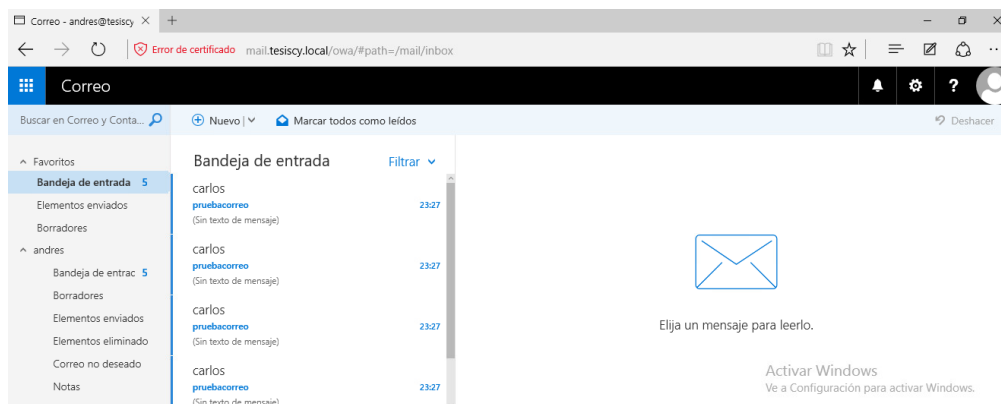 Correo - andres@tesiscy
Error de certificado mail.tesiscy.local/owa/#path=/mail/inbox
Correo
Buscar en Correo y Conta...
Nuevo
Marcar todos como leídos
Deshacer
Favoritos
Bandeja de entrada 5
Elementos enviados
Borradores
andres
Bandeja de entrac 5
Borradores
Elementos enviados
Elementos eliminado
Correo no deseado
Notas
Bandeja de entrada
Filtrar
carlos
pruebacorreo 23:27
(Sin texto de mensaje)
carlos
pruebacorreo 23:27
(Sin texto de mensaje)
carlos
pruebacorreo 23:27
(Sin texto de mensaje)
carlos
pruebacorreo 23:27
(Sin texto de mensaje)
Elija un mensaje para leerlo.
Activar Windows
Ve a Configuración para activar Windows.